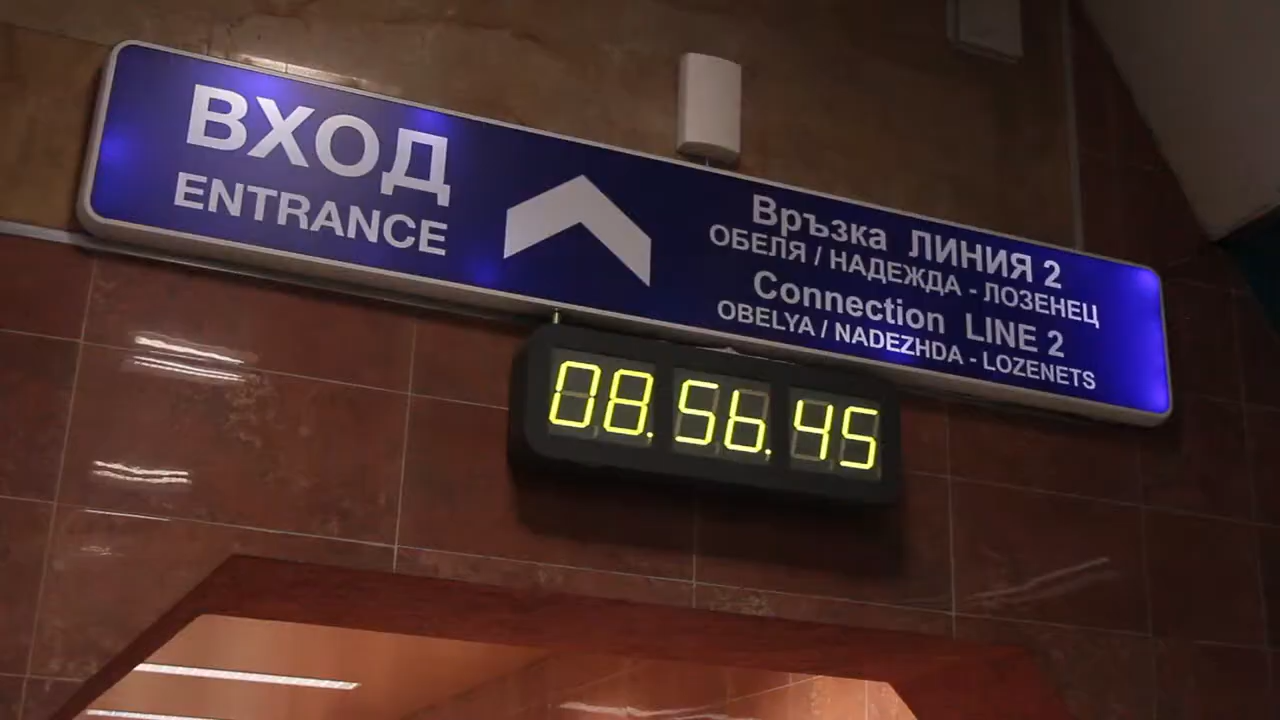 ВХОД
ENTRANCE
Връзка ЛИНИЯ 2
ОБЕЛЯ / НАДЕЖДА - ЛОЗЕНЕЦ
Connection LINE 2
OBELYA / NADEZHDA - LOZENETS
08.56.45